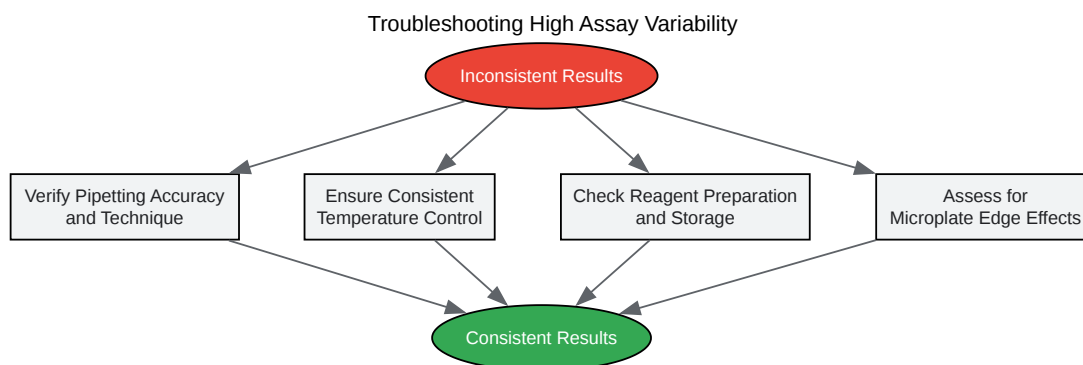 Troubleshooting High Assay Variability
Inconsistent Results
Verify Pipetting Accuracy
and Technique
Ensure Consistent
Temperature Control
Check Reagent Preparation
and Storage
Assess for
Microplate Edge Effects
Consistent Results